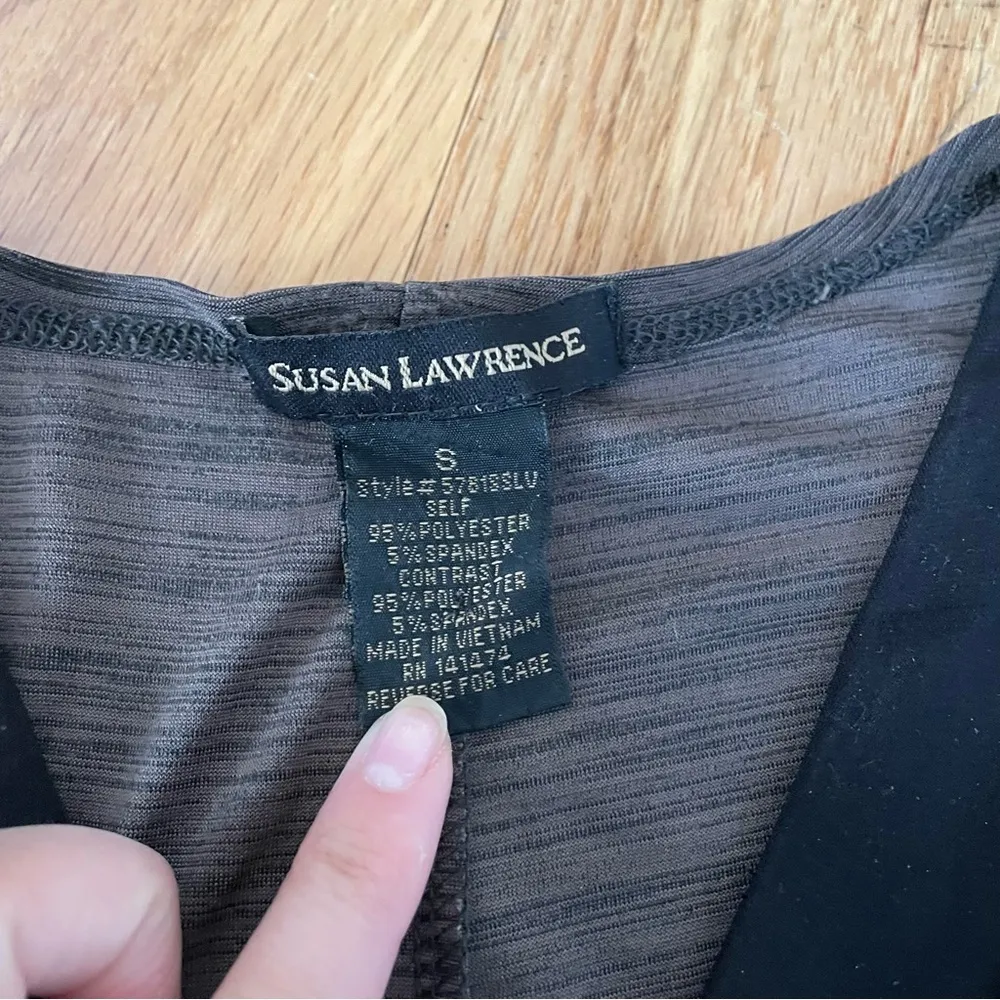 SUSAN LAWRENCE
S
Style# 57815SLV
SELF
95%POLYESTER
5%SPANDEX
CONTRAST
95%POLYESTER
5%SPANDEX
MADE IN VIETNAM
RN 141474
REVERSE FOR CARE